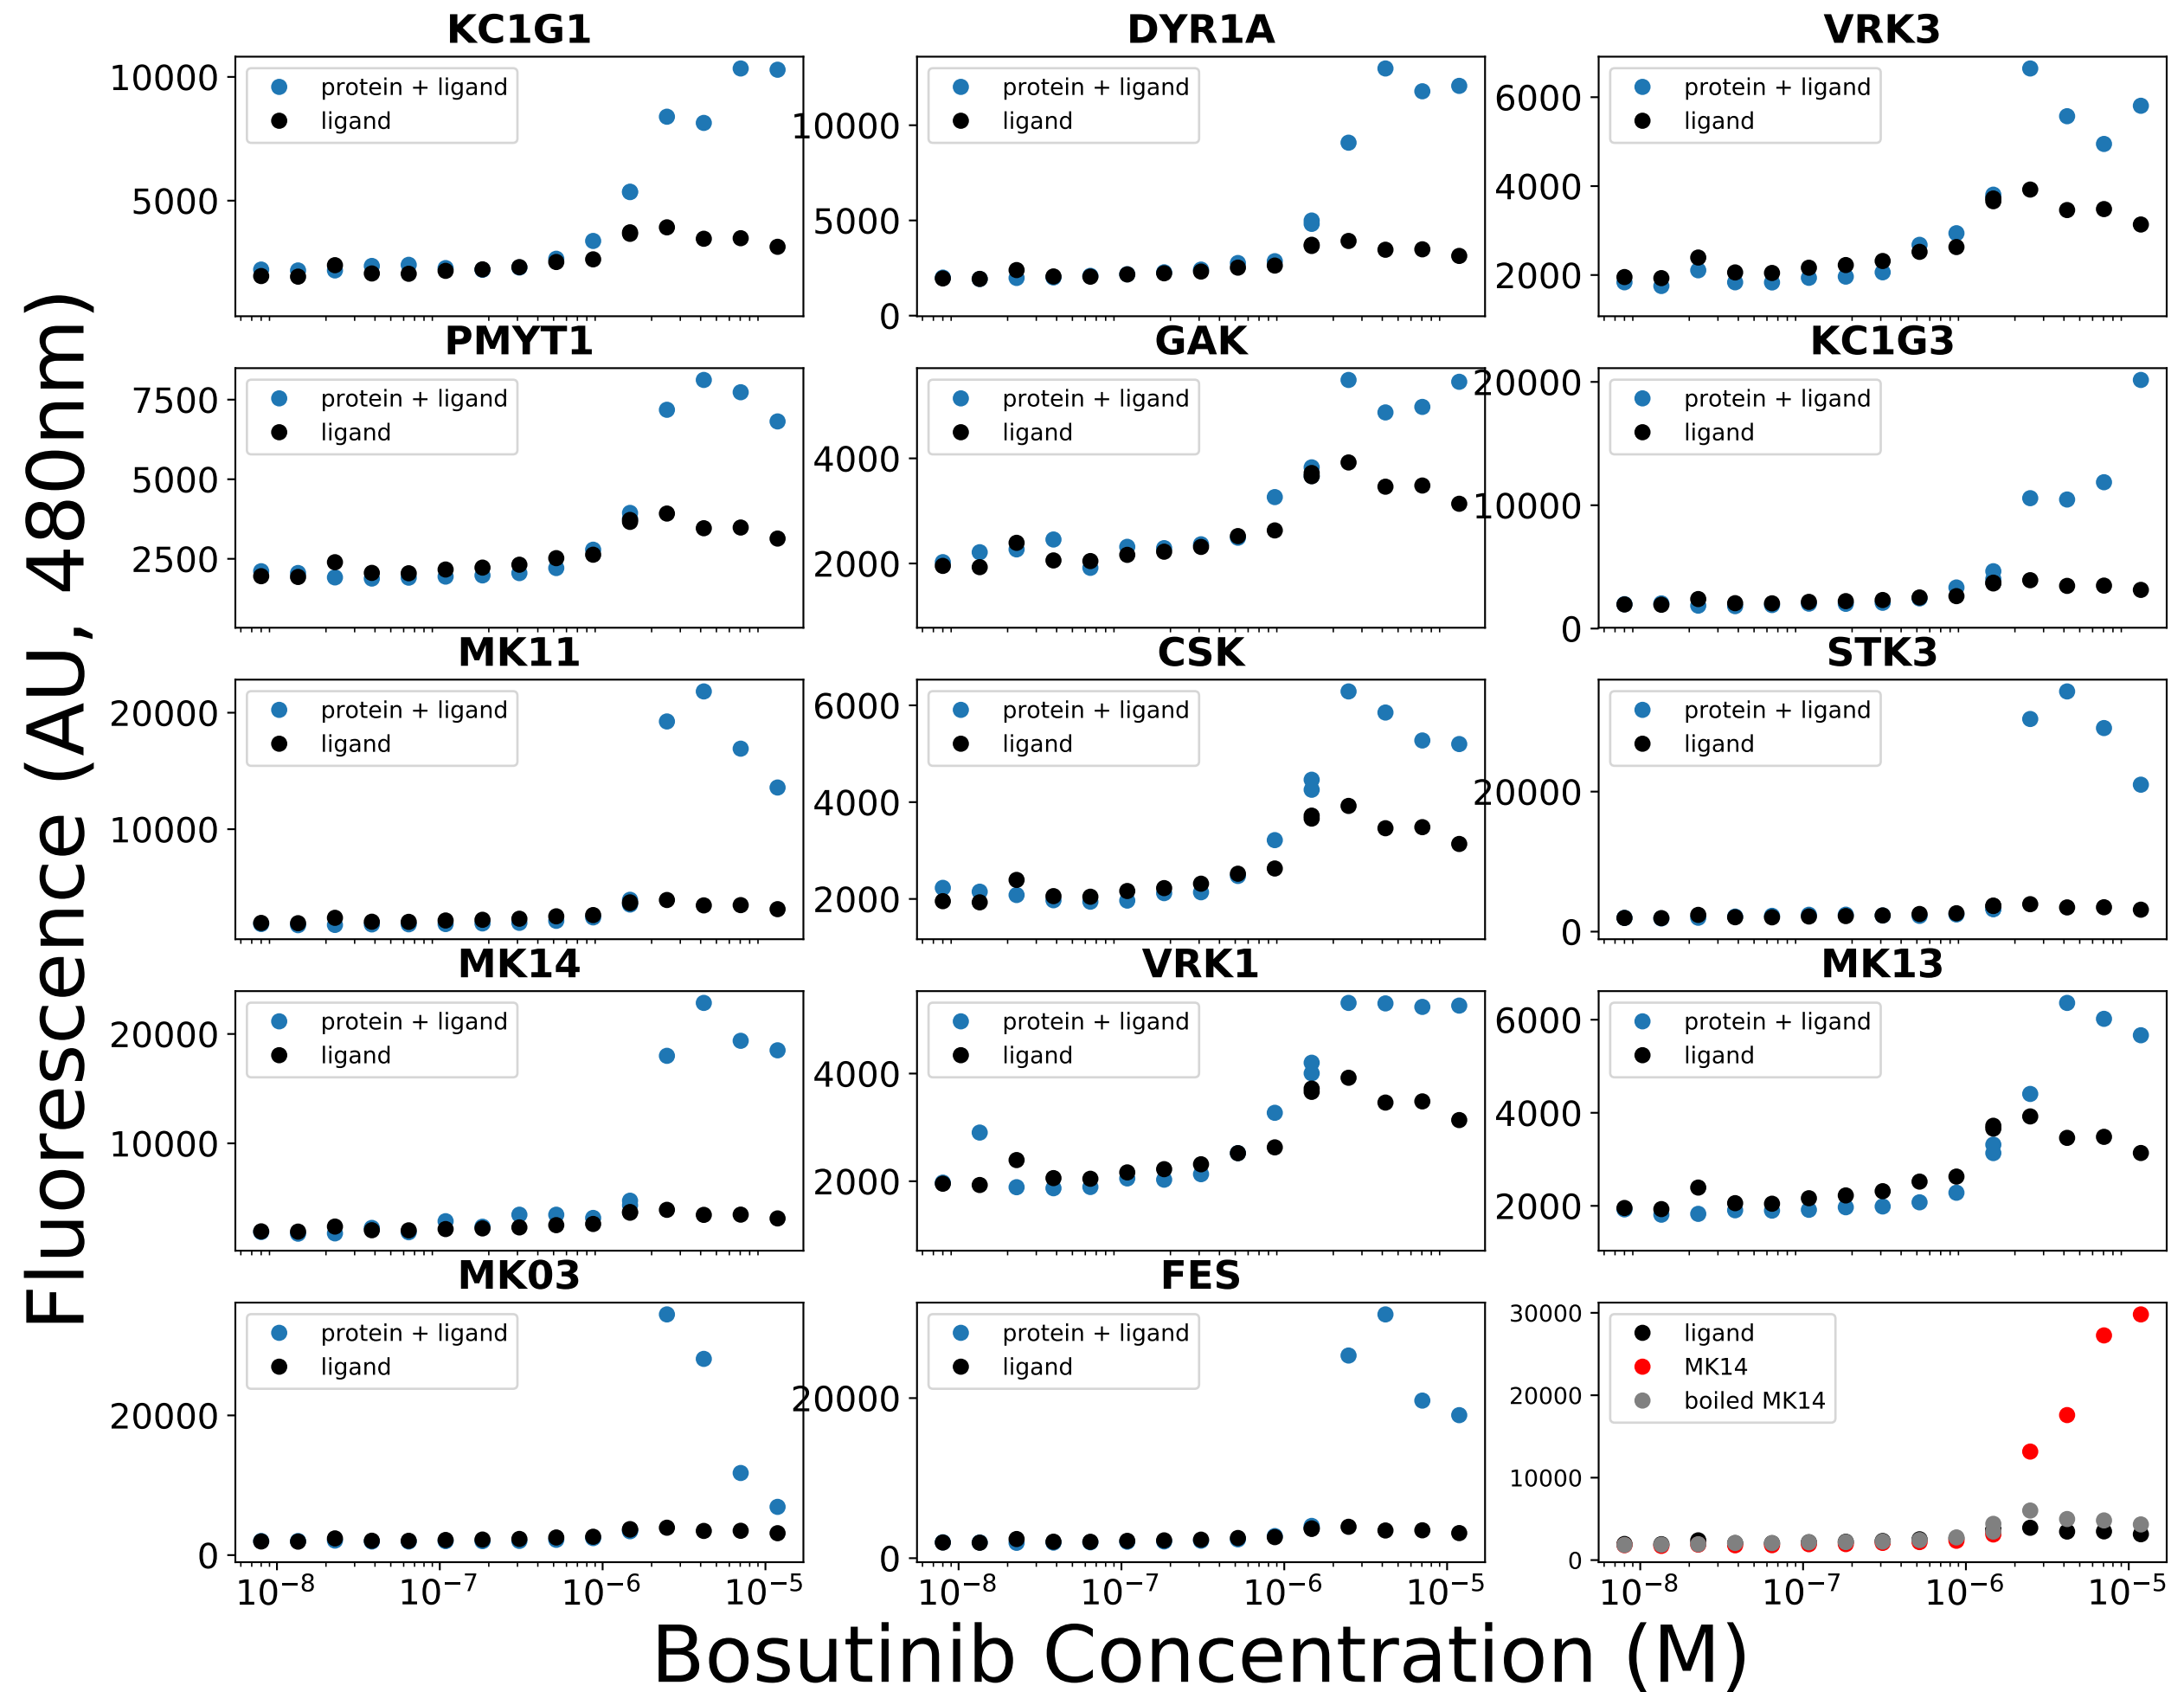 Fluorescence (AU, 480nm)
KC1G1
10000
5000
protein + ligand
ligand
DYR1A
10000
5000
0
protein + ligand
ligand
VRK3
6000
4000
2000
protein + ligand
ligand
PMYT1
7500
5000
2500
protein + ligand
ligand
GAK
4000
2000
protein + ligand
ligand
KC1G3
20000
10000
0
protein + ligand
ligand
MK11
20000
10000
protein + ligand
ligand
CSK
6000
4000
2000
protein + ligand
ligand
STK3
20000
0
protein + ligand
ligand
MK14
20000
10000
protein + ligand
ligand
VRK1
4000
2000
protein + ligand
ligand
MK13
6000
4000
2000
protein + ligand
ligand
MK03
20000
0
protein + ligand
ligand
10⁻⁸ 10⁻⁷ 10⁻⁶ 10⁻⁵
FES
20000
0
protein + ligand
ligand
10⁻⁸ 10⁻⁷ 10⁻⁶ 10⁻⁵
30000
20000
10000
0
ligand
MK14
boiled MK14
10⁻⁸ 10⁻⁷ 10⁻⁶ 10⁻⁵
Bosutinib Concentration (M)